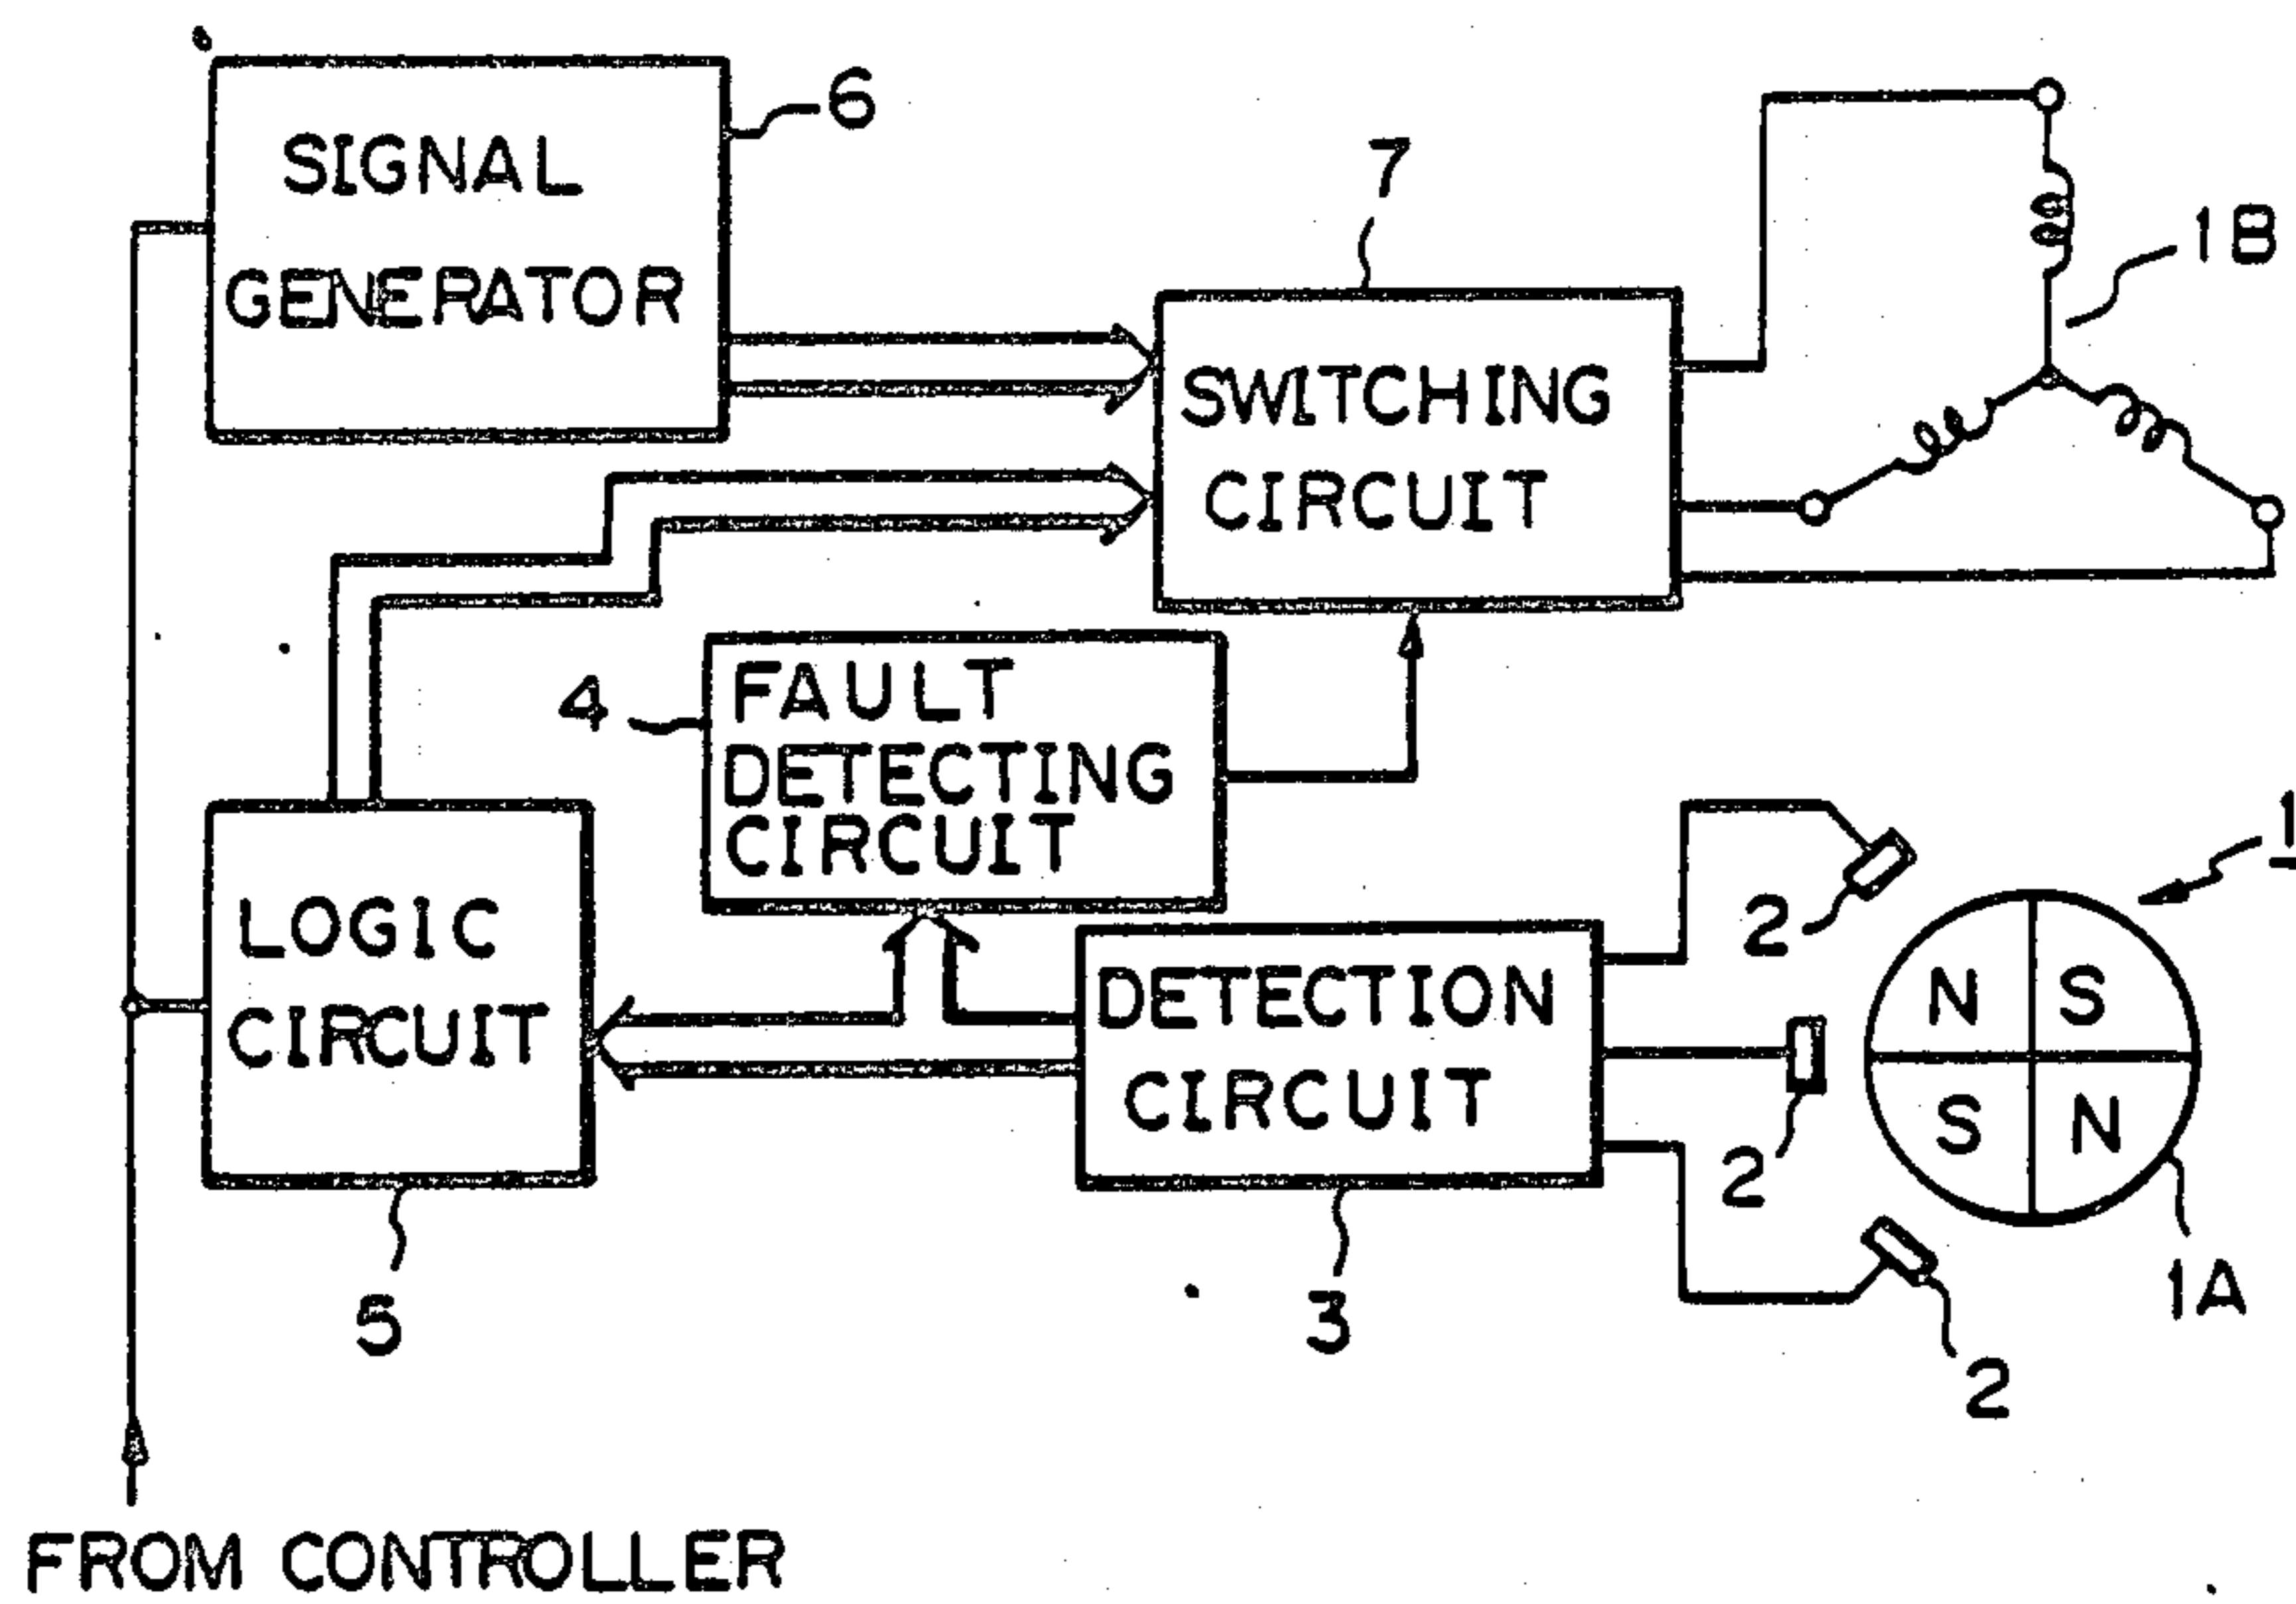 SIGNAL
GENERATOR
6
7
SWITCHING
CIRCUIT
1B
4
FAULT
DETECTING
CIRCUIT
LOGIC
CIRCUIT
5
DETECTION
CIRCUIT
3
2
2
2
1
N S
S N
1A
FROM CONTROLLER